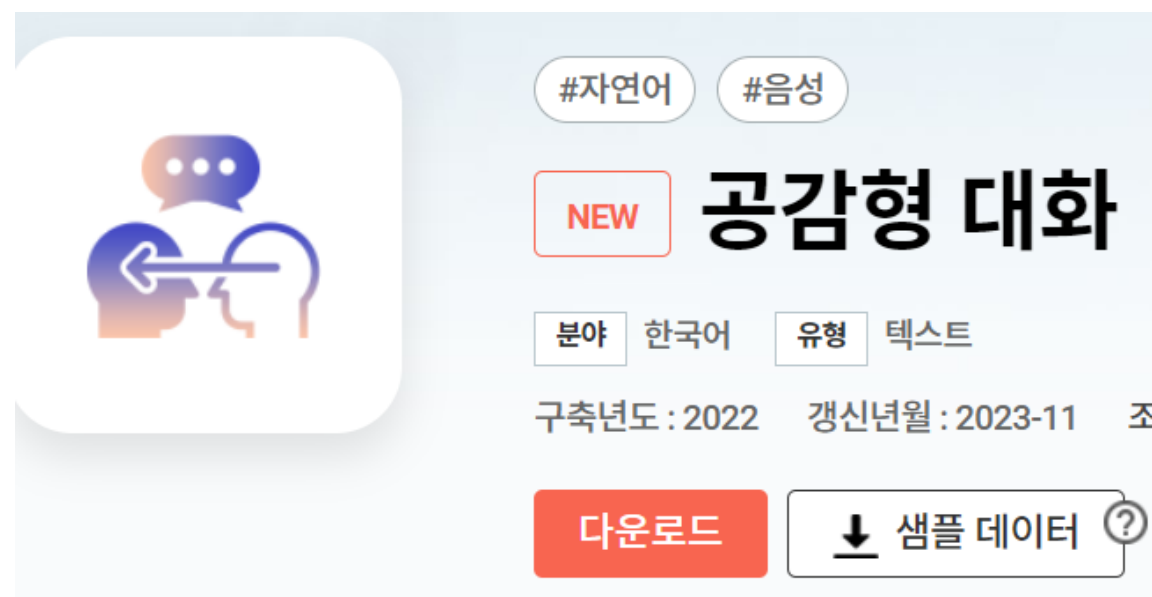 #자연어 #음성
NEW 공감형 대화
분야 한국어 유형 텍스트
구축년도 : 2022 갱신년월 : 2023-11 조
다운로드 샘플 데이터 ?